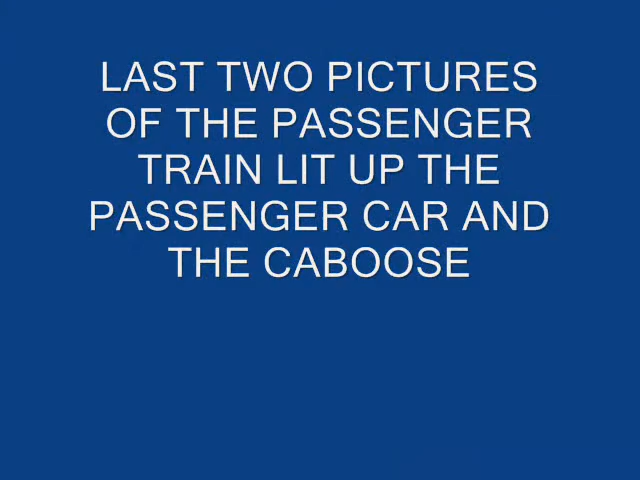 LAST TWO PICTURES
OF THE PASSENGER
TRAIN LIT UP THE
PASSENGER CAR AND
THE CABOOSE